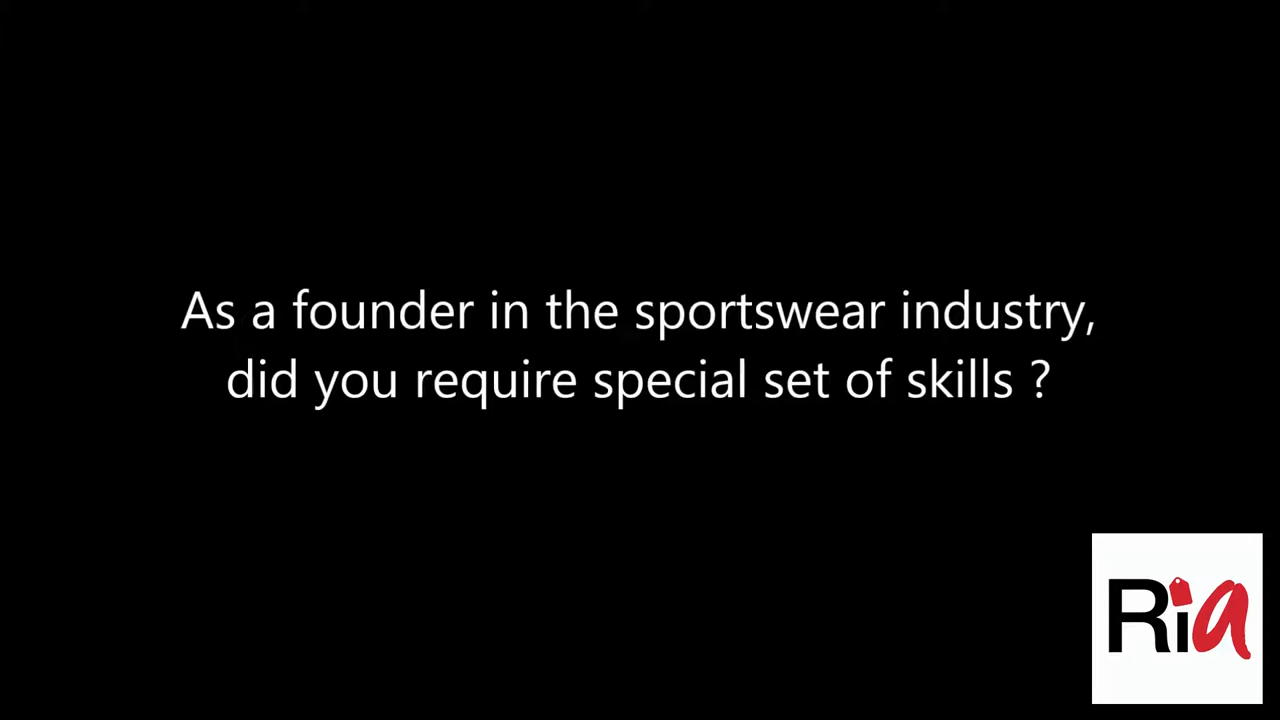 As a founder in the sportswear industry,
did you require special set of skills ?
Ria